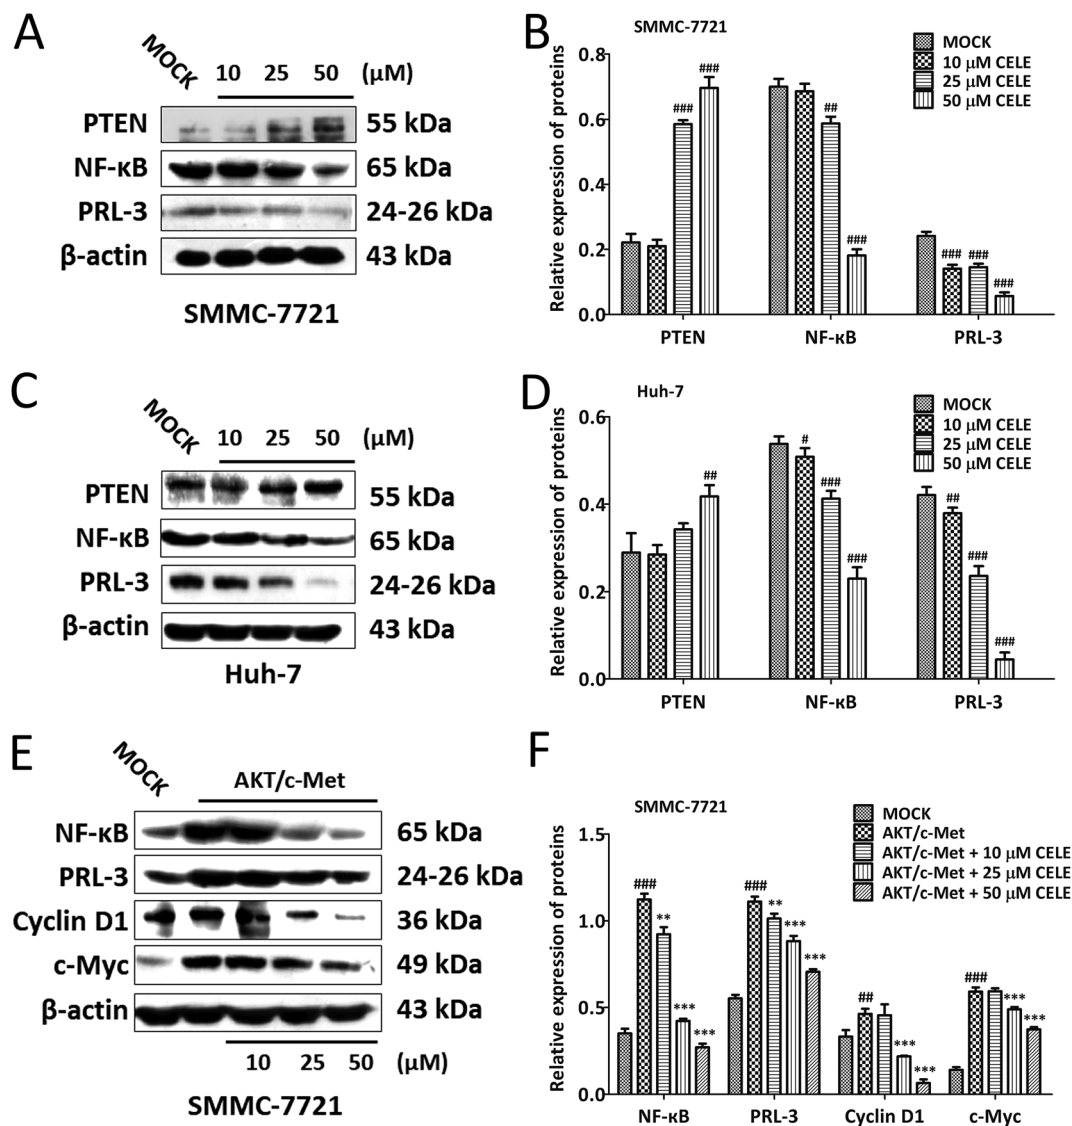 A
MOCK
10 25 50 (μM)
PTEN 55 kDa
NF-κB 65 kDa
PRL-3 24-26 kDa
β-actin 43 kDa
SMMC-7721
B
SMMC-7721
Relative expression of proteins
0.8
0.6
0.4
0.2
0.0
MOCK
10 μM CELE
25 μM CELE
50 μM CELE
### ###
## ###
### ### ###
PTEN NF-κB PRL-3
C
MOCK
10 25 50 (μM)
PTEN 55 kDa
NF-κB 65 kDa
PRL-3 24-26 kDa
β-actin 43 kDa
Huh-7
D
Huh-7
Relative expression of proteins
0.6
0.4
0.2
0.0
MOCK
10 μM CELE
25 μM CELE
50 μM CELE
##
# ### ###
## ### ###
PTEN NF-κB PRL-3
E
MOCK
AKT/c-Met
NF-κB 65 kDa
PRL-3 24-26 kDa
Cyclin D1 36 kDa
c-Myc 49 kDa
β-actin 43 kDa
10 25 50 (μM)
SMMC-7721
F
SMMC-7721
Relative expression of proteins
1.5
1.0
0.5
0.0
MOCK
AKT/c-Met
AKT/c-Met + 10 μM CELE
AKT/c-Met + 25 μM CELE
AKT/c-Met + 50 μM CELE
### ** *** ***
### ** *** ***
## *** ***
### *** ***
NF-κB PRL-3 Cyclin D1 c-Myc